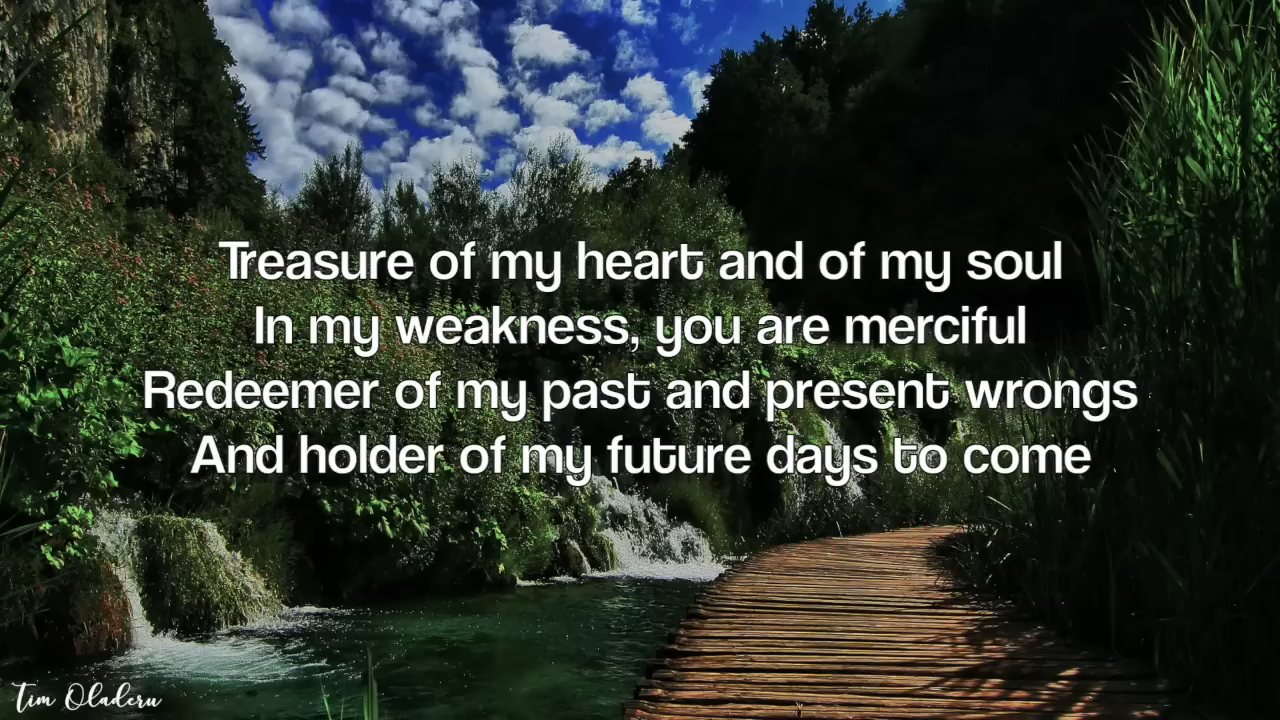 Treasure of my heart and of my soul
In my weakness, you are merciful
Redeemer of my past and present wrongs
And holder of my future days to come
Tim Oladeru